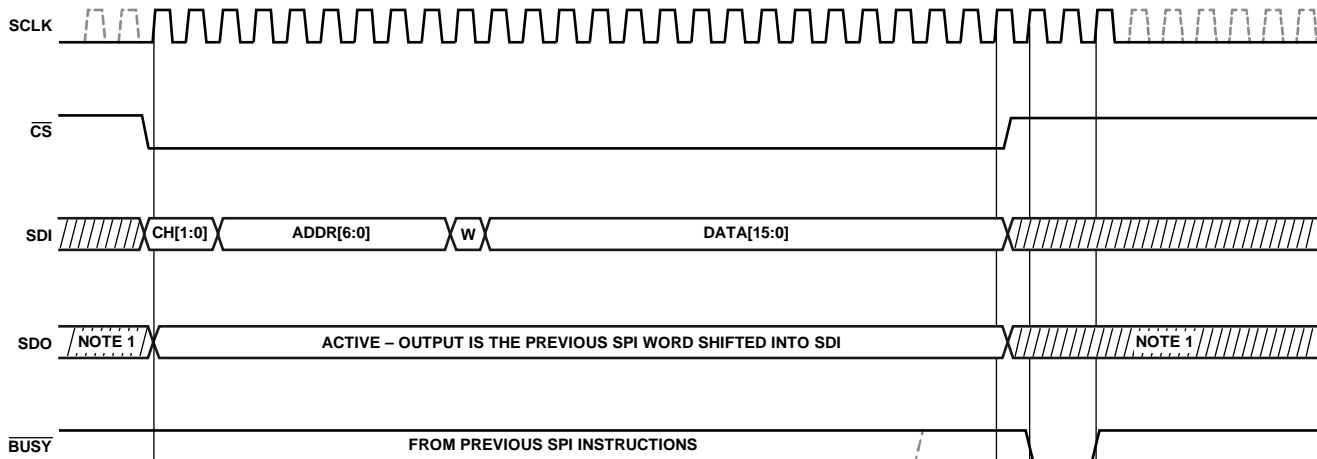 SCLK
CS
SDI CH[1:0] ADDR[6:0] W DATA[15:0]
SDO NOTE 1 ACTIVE – OUTPUT IS THE PREVIOUS SPI WORD SHIFTED INTO SDI NOTE 1
BUSY FROM PREVIOUS SPI INSTRUCTIONS